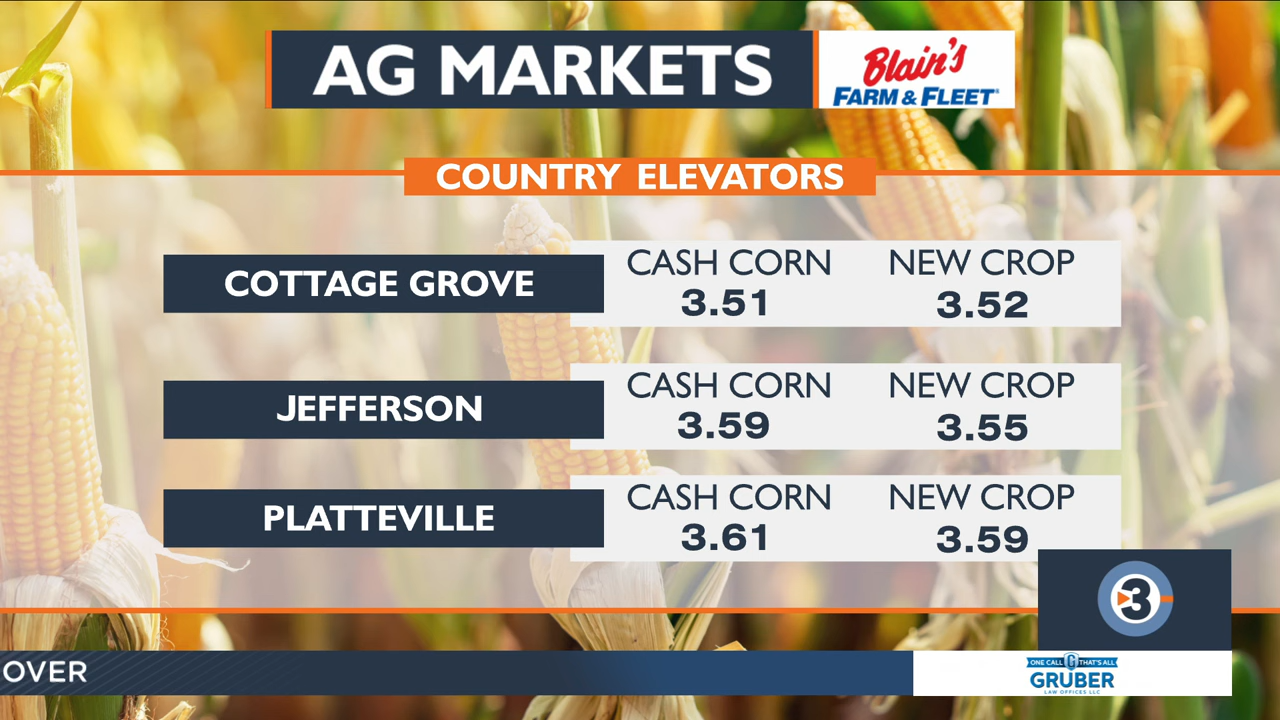 AG MARKETS
Blain's
FARM & FLEET
COUNTRY ELEVATORS
COTTAGE GROVE
CASH CORN NEW CROP
3.51 3.52
JEFFERSON
CASH CORN NEW CROP
3.59 3.55
PLATTEVILLE
CASH CORN NEW CROP
3.61 3.59
3
OVER
ONE CALL G THAT'S ALL
GRUBER
LAW OFFICES LLC